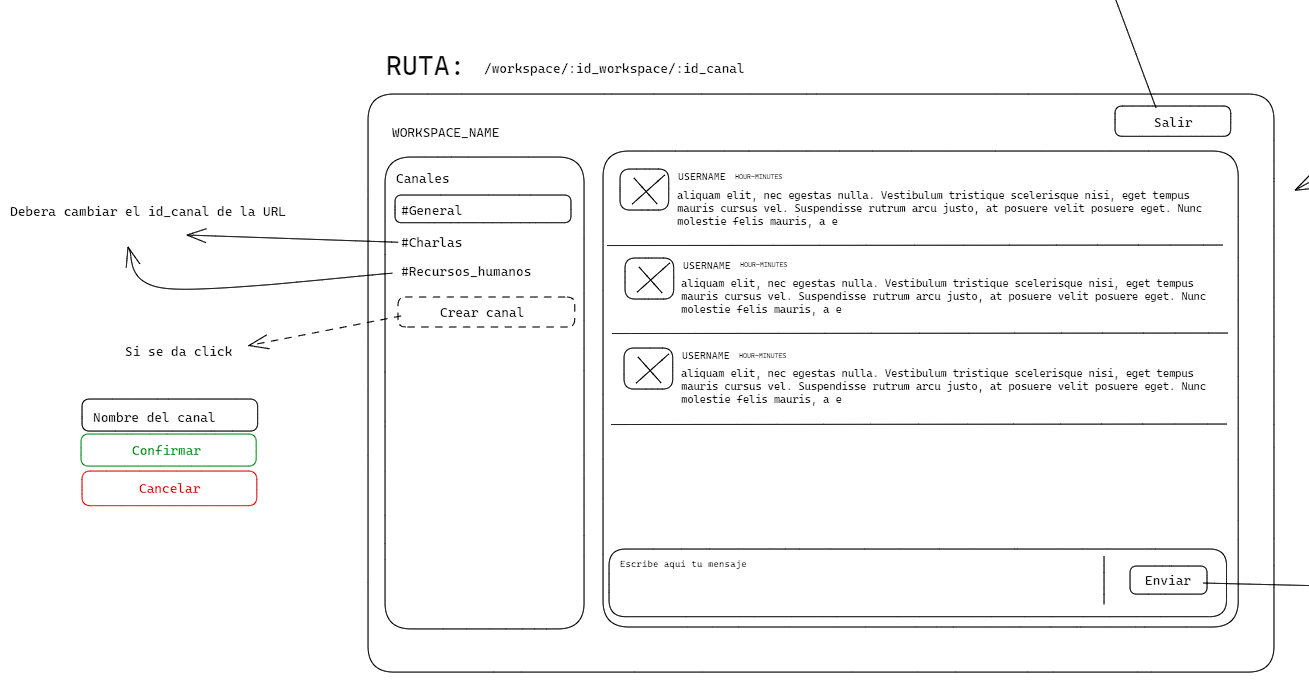 RUTA: /workspace/:id_workspace/:id_canal
WORKSPACE_NAME
Salir
Canales
#General
#Charlas
#Recursos_humanos
Crear canal
Debera cambiar el id_canal de la URL
Si se da click
Nombre del canal
Confirmar
Cancelar
USERNAME HOUR-MINUTES
aliquam elit, nec egestas nulla. Vestibulum tristique scelerisque nisi, eget tempus
mauris cursus vel. Suspendisse rutrum arcu justo, at posuere velit posuere eget. Nunc
molestie felis mauris, a e
USERNAME HOUR-MINUTES
aliquam elit, nec egestas nulla. Vestibulum tristique scelerisque nisi, eget tempus
mauris cursus vel. Suspendisse rutrum arcu justo, at posuere velit posuere eget. Nunc
molestie felis mauris, a e
USERNAME HOUR-MINUTES
aliquam elit, nec egestas nulla. Vestibulum tristique scelerisque nisi, eget tempus
mauris cursus vel. Suspendisse rutrum arcu justo, at posuere velit posuere eget. Nunc
molestie felis mauris, a e
Escribe aqui tu mensaje
Enviar